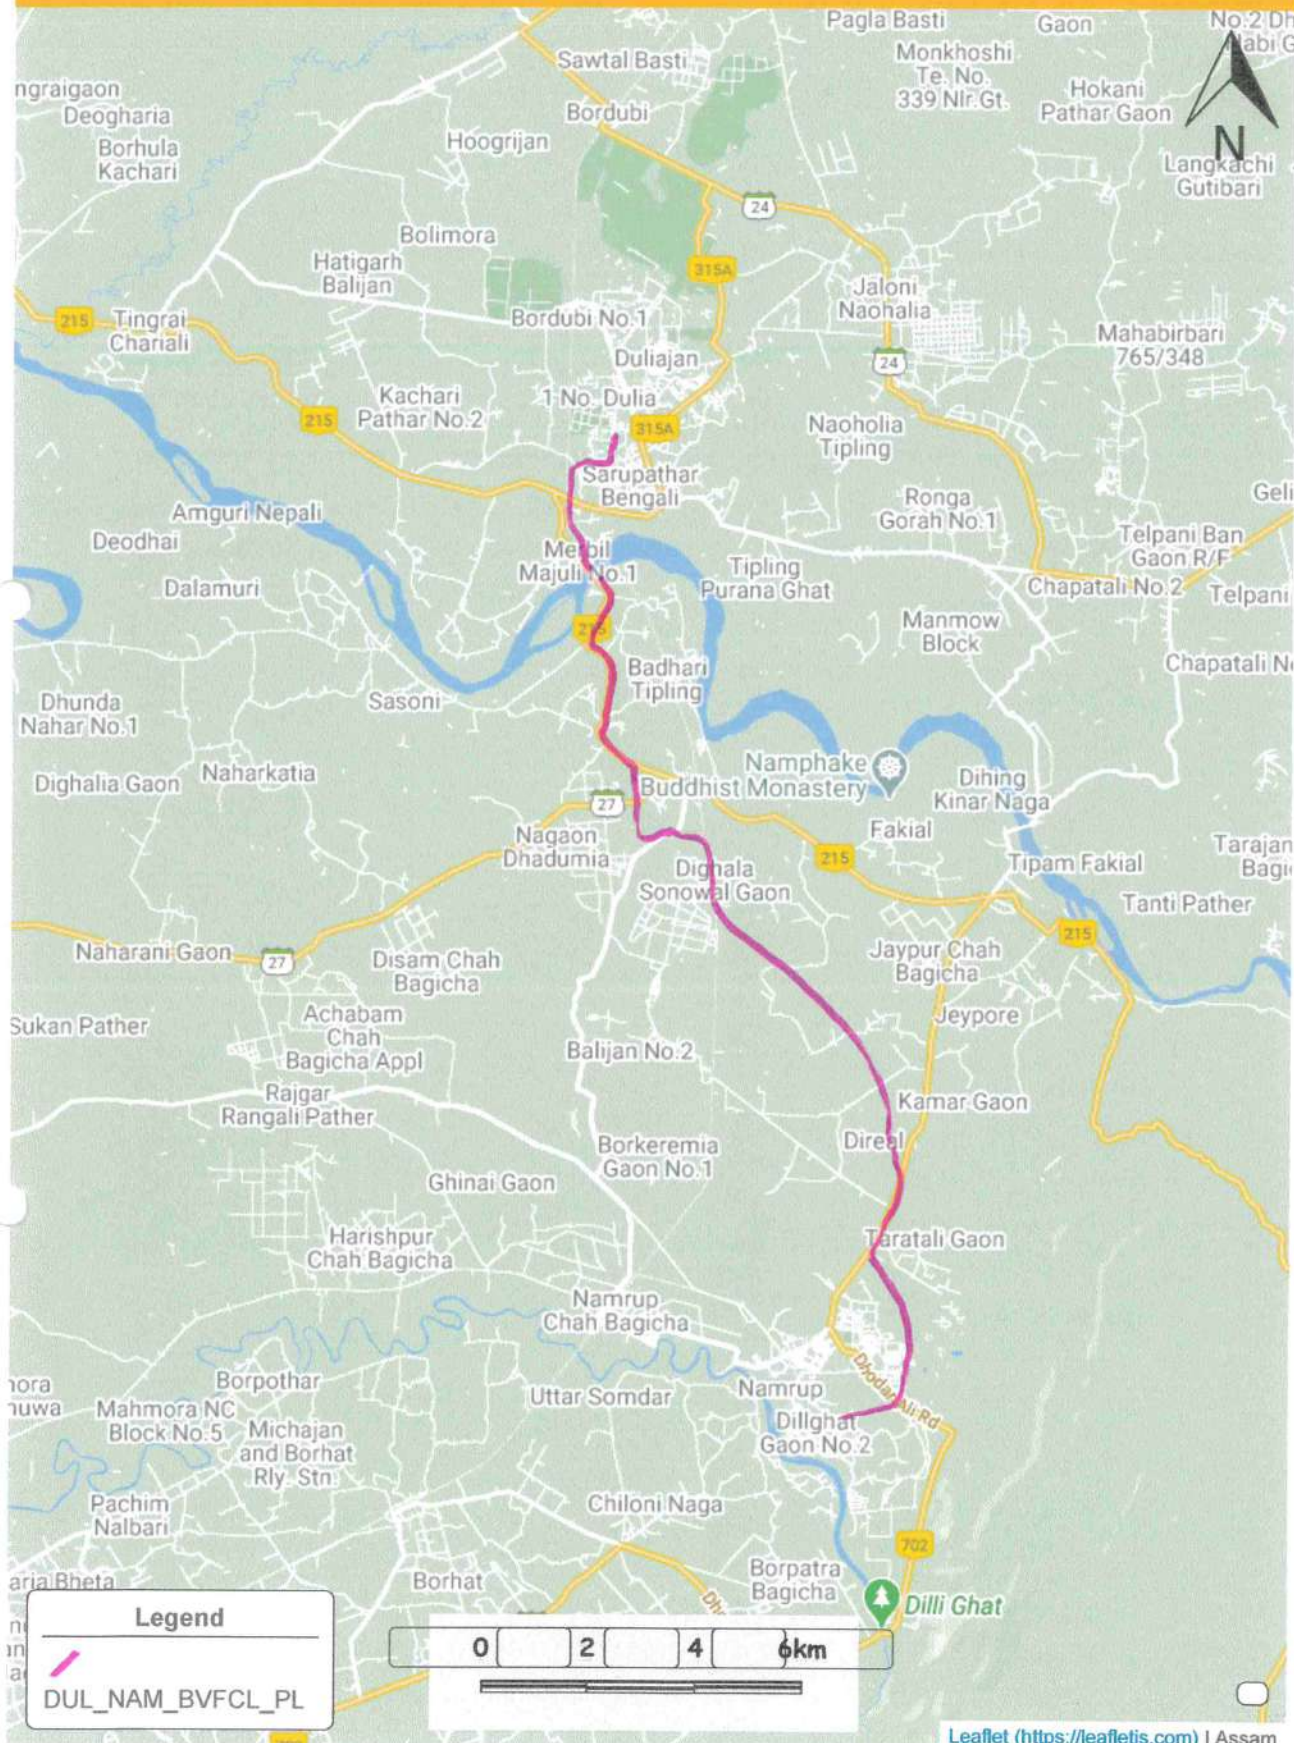 Pagla Basti
Gaon
No.2 Dh
Sawtal Basti
Monkhoshi
Te. No.
339 Nlr.Gt.
Hokani
Pathar Gaon
ngraigaon
Deogharia
Bordubi
N
Borhula
Kachari
Hoogrijan
Langkachi
Gutibari
24
Bolimora
Hatigarh
Balijan
315A
Jaloni
Naohalia
215
Tingrai
Chariali
Bordubi No.1
Mahabirbari
765/348
Duliajan
24
Kachari
Pathar No.2
1 No. Dulia
215
315A
Naoholia
Tipling
Sarupathar
Bengali
Geli
Ronga
Gorah No.1
Amguri Nepali
Telpani Ban
Gaon R/F
Deodhai
Merbil
Majuli No.1
Tipling
Purana Ghat
Dalamuri
Chapatali No.2
Telpani
Manmow
Block
215
Badhari
Tipling
Chapatali N
Dhunda
Nahar No.1
Sasoni
Naharkatia
Dighalia Gaon
Namphake
Buddhist Monastery
Dihing
Kinar Naga
27
Nagaon
Dhadumia
Fakial
215
Tarajan
Bagi
Dighala
Sonowal Gaon
Tipam Fakial
Tanti Pather
215
Naharani Gaon
27
Disam Chah
Bagicha
Jaypur Chah
Bagicha
Sukan Pather
Achabam
Chah
Bagicha Appl
Jeypore
Balijan No.2
Rajgar
Rangali Pather
Kamar Gaon
Borkeremia
Gaon No.1
Direal
Ghinai Gaon
Harishpur
Chah Bagicha
Taratali Gaon
Namrup
Chah Bagicha
Borpothar
Dhodar Ali Rd
nora
nuwa
Mahmora NC
Block No.5
Uttar Somdar
Namrup
Michajan
and Borhat
Rly. Stn.
Dillghat
Gaon No.2
Pachim
Nalbari
Chiloni Naga
702
aria Bheta
Borhat
Borpatra
Bagicha
Dilli Ghat
Legend
DUL_NAM_BVFCL_PL
0 2 4 6km
Leaflet (https://leafletjs.com) | Assam